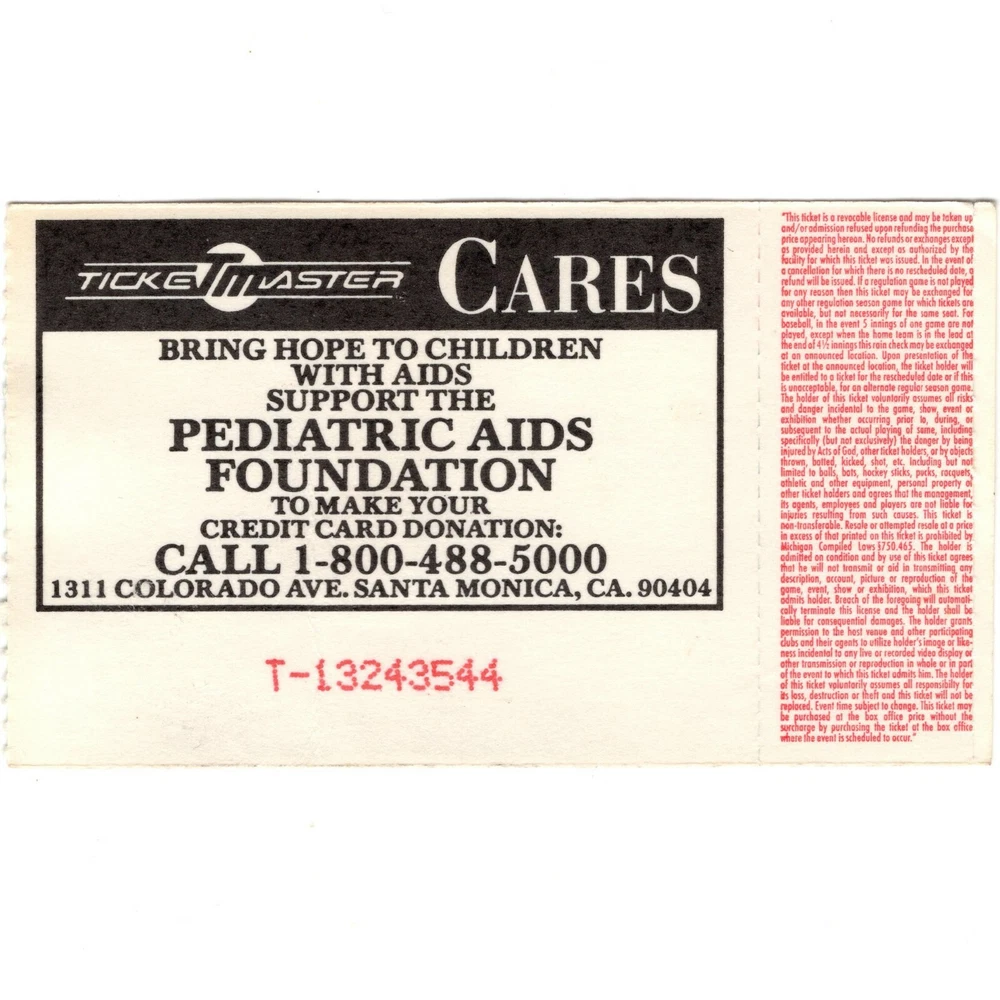 TICKETMASTER CARES
BRING HOPE TO CHILDREN
WITH AIDS
SUPPORT THE
PEDIATRIC AIDS
FOUNDATION
TO MAKE YOUR
CREDIT CARD DONATION:
CALL 1-800-488-5000
1311 COLORADO AVE. SANTA MONICA, CA. 90404
T-13243544
"This ticket is a revocable license and may be taken up
and/or admission refused upon refunding the purchase
price appearing hereon. No refunds or exchanges except
as provided herein and except as authorized by the
facility for which this ticket was issued. In the event of
a cancellation for which there is no rescheduled date, a
refund will be issued. If a regulation game is not played
for any reason then this ticket may be exchanged for
any other regulation season game for which tickets are
available, but not necessarily for the same seat. For
baseball, in the event 5 innings of one game are not
played, except when the home team is in the lead at
the end of 4½ innings this rain check may be exchanged
at an announced location. Upon presentation of the
ticket at the announced location, the ticket holder will
be entitled to a ticket for the rescheduled date or if this
is unacceptable, for an alternate regular season game.
The holder of this ticket voluntarily assumes all risks
and danger incidental to the game, show, event or
exhibition whether occurring prior to, during, or
subsequent to the actual playing of same, including
specifically (but not exclusively) the danger by being
injured by Acts of God, other ticket holders, or by objects
thrown, batted, kicked, shot, etc. Including but not
limited to balls, bats, hockey sticks, pucks, racquets,
athletic and other equipment, personal property of
other ticket holders and agrees that the management,
its agents, employees and players are not liable for
injuries resulting from such causes. This ticket is
non-transferable. Resale or attempted resale at a price
in excess of that printed on this ticket is prohibited by
Michigan Compiled Laws §750.465. The holder is
admitted on condition and by use of this ticket agrees
that he will not transmit or aid in transmitting any
description, account, picture or reproduction of the
game, event, show or exhibition, which this ticket
admits holder. Breach of the foregoing will automati-
cally terminate this license and the holder shall be
liable for consequential damages. The holder grants
permission to the host venue and other participating
clubs and their agents to utilize holder's image or like-
ness incidental to any live or recorded video display or
other transmission or reproduction in whole or in part
of the event to which this ticket admits him. The holder
of this ticket voluntarily assumes all responsibility for
its loss, destruction or theft and this ticket will not be
replaced. Event time subject to change. This ticket may
be purchased at the box office price without the
surcharge by purchasing the ticket at the box office
where the event is scheduled to occur."